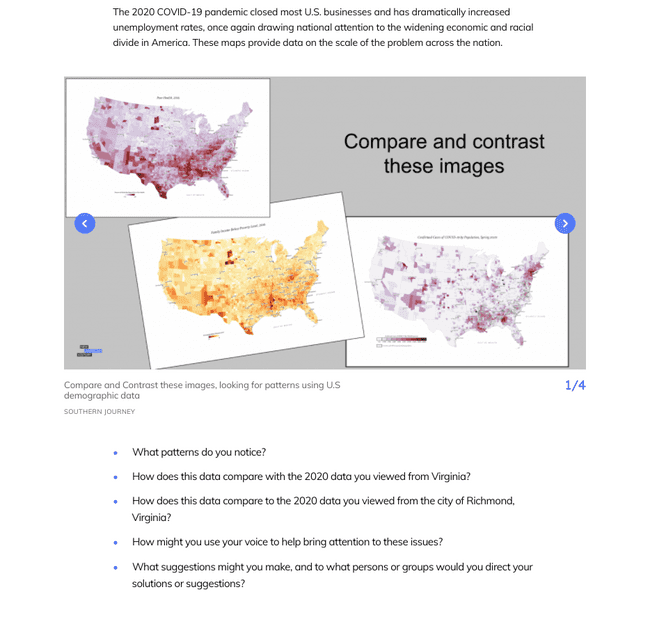 The 2020 COVID-19 pandemic closed most U.S. businesses and has dramatically increased
unemployment rates, once again drawing national attention to the widening economic and racial
divide in America. These maps provide data on the scale of the problem across the nation.
Compare and contrast
these images
Compare and Contrast these images, looking for patterns using U.S
demographic data
1/4
SOUTHERN JOURNEY
What patterns do you notice?
How does this data compare with the 2020 data you viewed from Virginia?
How does this data compare to the 2020 data you viewed from the city of Richmond,
Virginia?
How might you use your voice to help bring attention to these issues?
What suggestions might you make, and to what persons or groups would you direct your
solutions or suggestions?